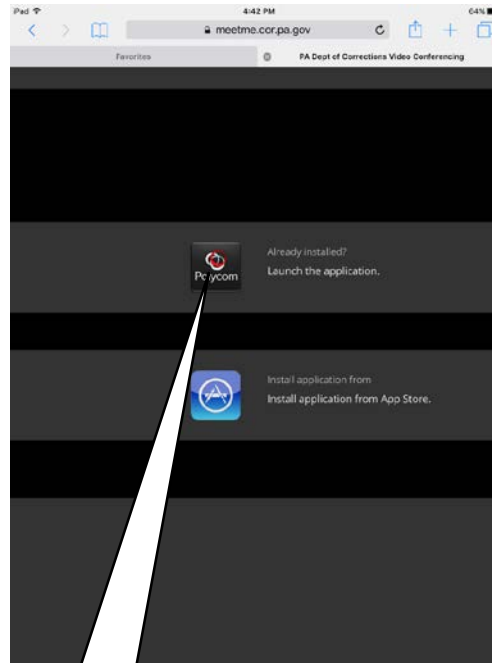 iPad 4:42 PM 64%
meetme.cor.pa.gov
Favorites PA Dept of Corrections Video Conferencing
Already installed?
Polycom Launch the application.
Install application from
Install application from App Store.